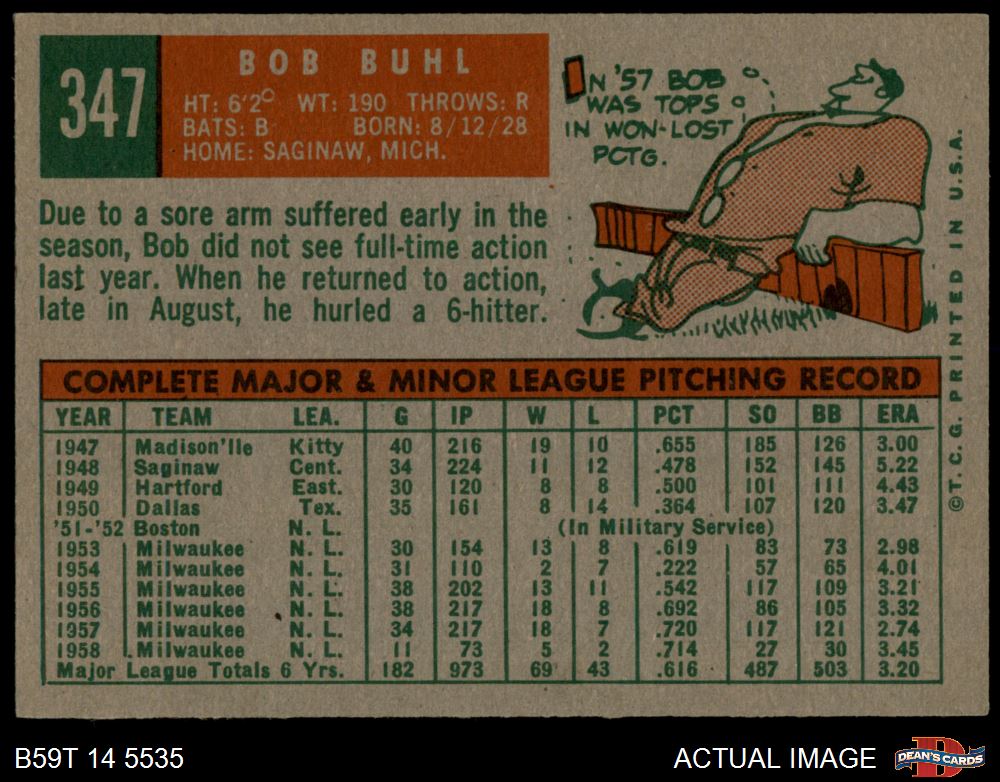 347
BOB BUHL
HT: 6'2" WT: 190 THROWS: R
BATS: B BORN: 8/12/28
HOME: SAGINAW, MICH.
IN '57 BOB
WAS TOPS
IN WON-LOST
PCTG.
Due to a sore arm suffered early in the
season, Bob did not see full-time action
last year. When he returned to action,
late in August, he hurled a 6-hitter.
COMPLETE MAJOR & MINOR LEAGUE PITCHING RECORD
YEAR TEAM LEA. G IP W L PCT SO BB ERA
1947 Madison'lle Kitty 40 216 19 10 .655 185 126 3.00
1948 Saginaw Cent. 34 224 11 12 .478 152 145 5.22
1949 Hartford East. 30 120 8 8 .500 101 111 4.43
1950 Dallas Tex. 35 161 8 14 .364 107 120 3.47
'51-'52 Boston N. L. (In Military Service)
1953 Milwaukee N. L. 30 154 13 8 .619 83 73 2.98
1954 Milwaukee N. L. 31 110 2 7 .222 57 65 4.01
1955 Milwaukee N. L. 38 202 13 11 .542 117 109 3.21
1956 Milwaukee N. L. 38 217 18 8 .692 86 105 3.32
1957 Milwaukee N. L. 34 217 18 7 .720 117 121 2.74
1958 Milwaukee N. L. 11 73 5 2 .714 27 30 3.45
Major League Totals 6 Yrs. 182 973 69 43 .616 487 503 3.20
©T. C. G. PRINTED IN U.S.A.
B59T 14 5535
ACTUAL IMAGE
D
DEAN'S CARDS